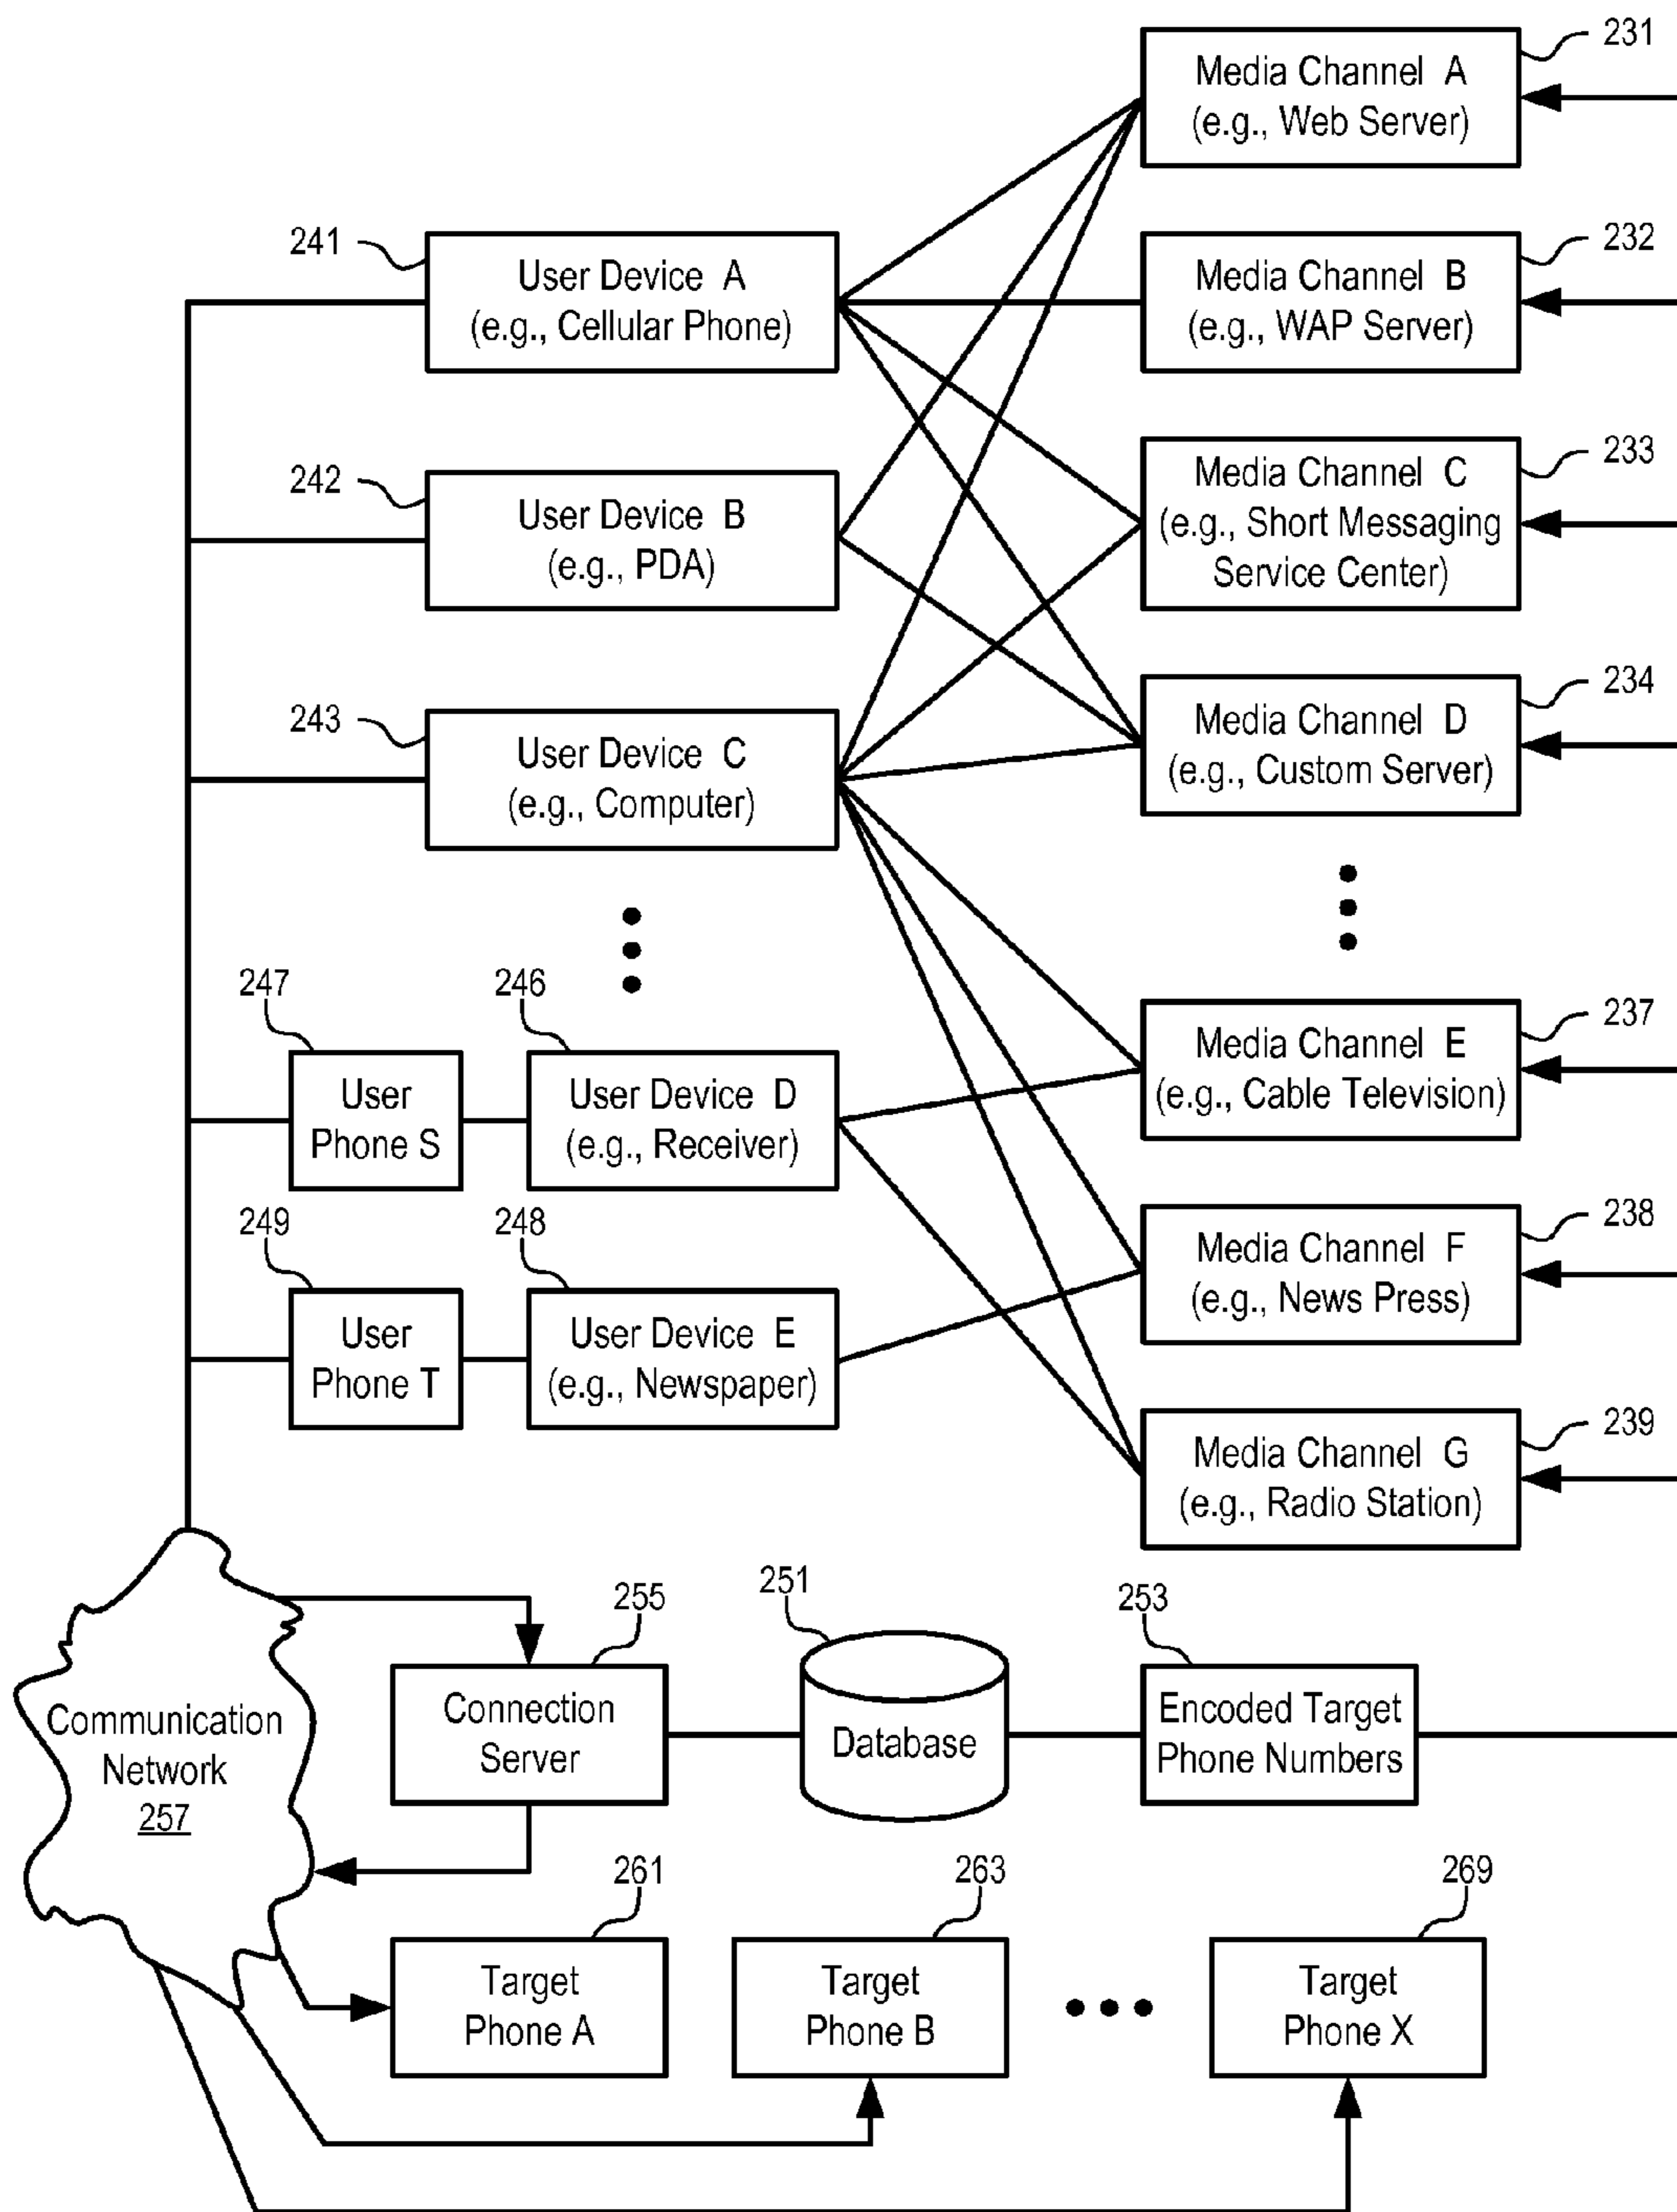 231
Media Channel A
(e.g., Web Server)
241
User Device A
(e.g., Cellular Phone)
232
Media Channel B
(e.g., WAP Server)
242
User Device B
(e.g., PDA)
233
Media Channel C
(e.g., Short Messaging
Service Center)
243
User Device C
(e.g., Computer)
234
Media Channel D
(e.g., Custom Server)
247
User
Phone S
246
User Device D
(e.g., Receiver)
237
Media Channel E
(e.g., Cable Television)
249
User
Phone T
248
User Device E
(e.g., Newspaper)
238
Media Channel F
(e.g., News Press)
239
Media Channel G
(e.g., Radio Station)
Communication
Network
257
255
Connection
Server
251
Database
253
Encoded Target
Phone Numbers
261
Target
Phone A
263
Target
Phone B
269
Target
Phone X